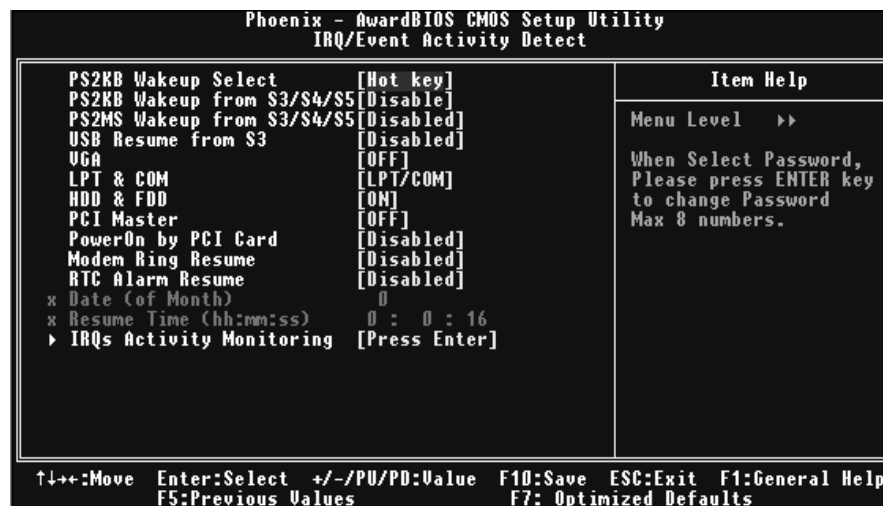 Phoenix - AwardBIOS CMOS Setup Utility
IRQ/Event Activity Detect
PS2KB Wakeup Select [Hot key]
PS2KB Wakeup from S3/S4/S5[Disable]
PS2MS Wakeup from S3/S4/S5[Disabled]
USB Resume from S3 [Disabled]
VGA [OFF]
LPT & COM [LPT/COM]
HDD & FDD [ON]
PCI Master [OFF]
PowerOn by PCI Card [Disabled]
Modem Ring Resume [Disabled]
RTC Alarm Resume [Disabled]
x Date (of Month) 0
x Resume Time (hh:mm:ss) 0 : 0 : 16
▸ IRQs Activity Monitoring [Press Enter]
Item Help
Menu Level ▸▸
When Select Password,
Please press ENTER key
to change Password
Max 8 numbers.
↑↓→←:Move Enter:Select +/-/PU/PD:Value F10:Save ESC:Exit F1:General Help
F5:Previous Values F7: Optimized Defaults